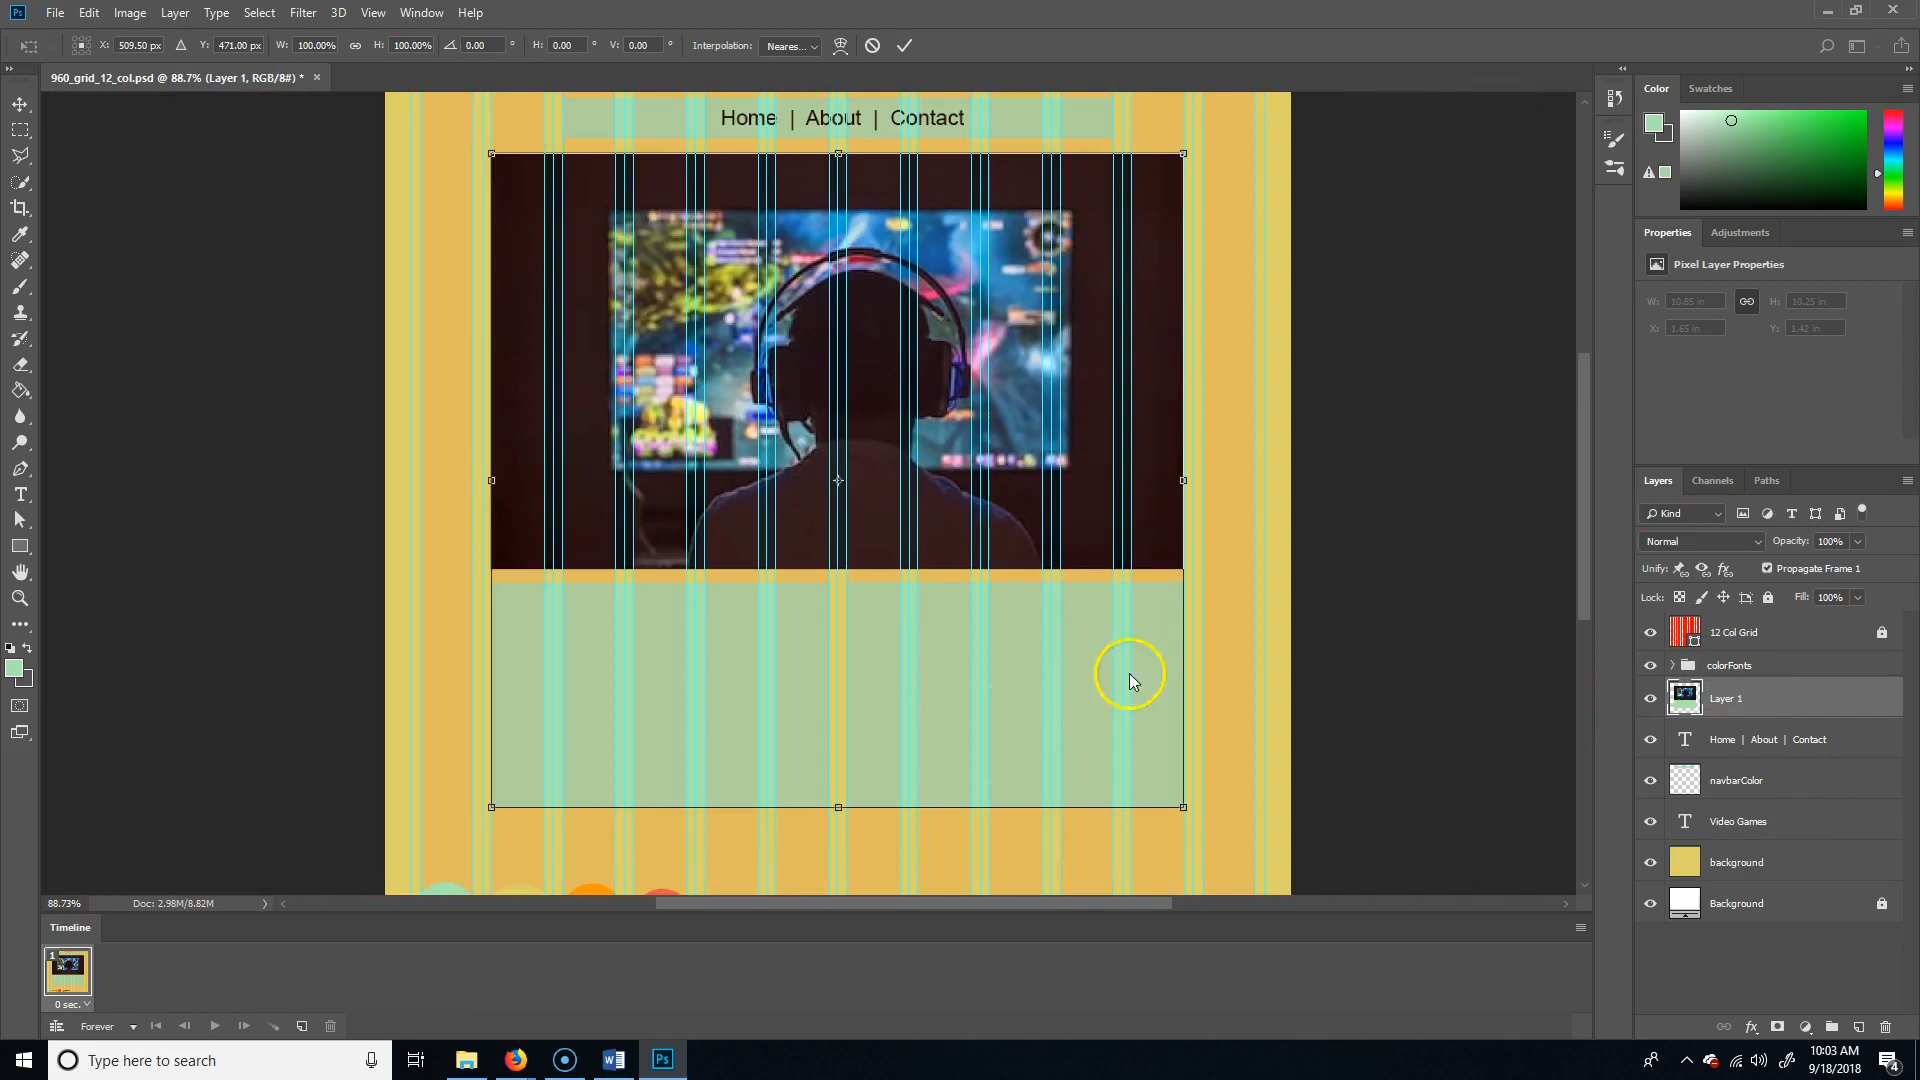 Ps File Edit Image Layer Type Select Filter 3D View Window Help
X: 509.50 px Y: 471.00 px W: 100.00% H: 100.00% 0.00 ° H: 0.00 ° V: 0.00 ° Interpolation: Neares...
960_grid_12_col.psd @ 88.7% (Layer 1, RGB/8#) * ×
Home | About | Contact
Color Swatches
Properties Adjustments
Pixel Layer Properties
W: 10.85 in H: 10.25 in
X: 1.65 in Y: 1.42 in
Layers Channels Paths
Kind
Normal Opacity: 100%
Unify: Propagate Frame 1
Lock: Fill: 100%
12 Col Grid
colorFonts
Layer 1
Home | About | Contact
navbarColor
Video Games
background
Background
88.73% Doc: 2.98M/8.82M
Timeline
1
0 sec.
Forever
fx
Type here to search
W Ps
10:03 AM
9/18/2018
4